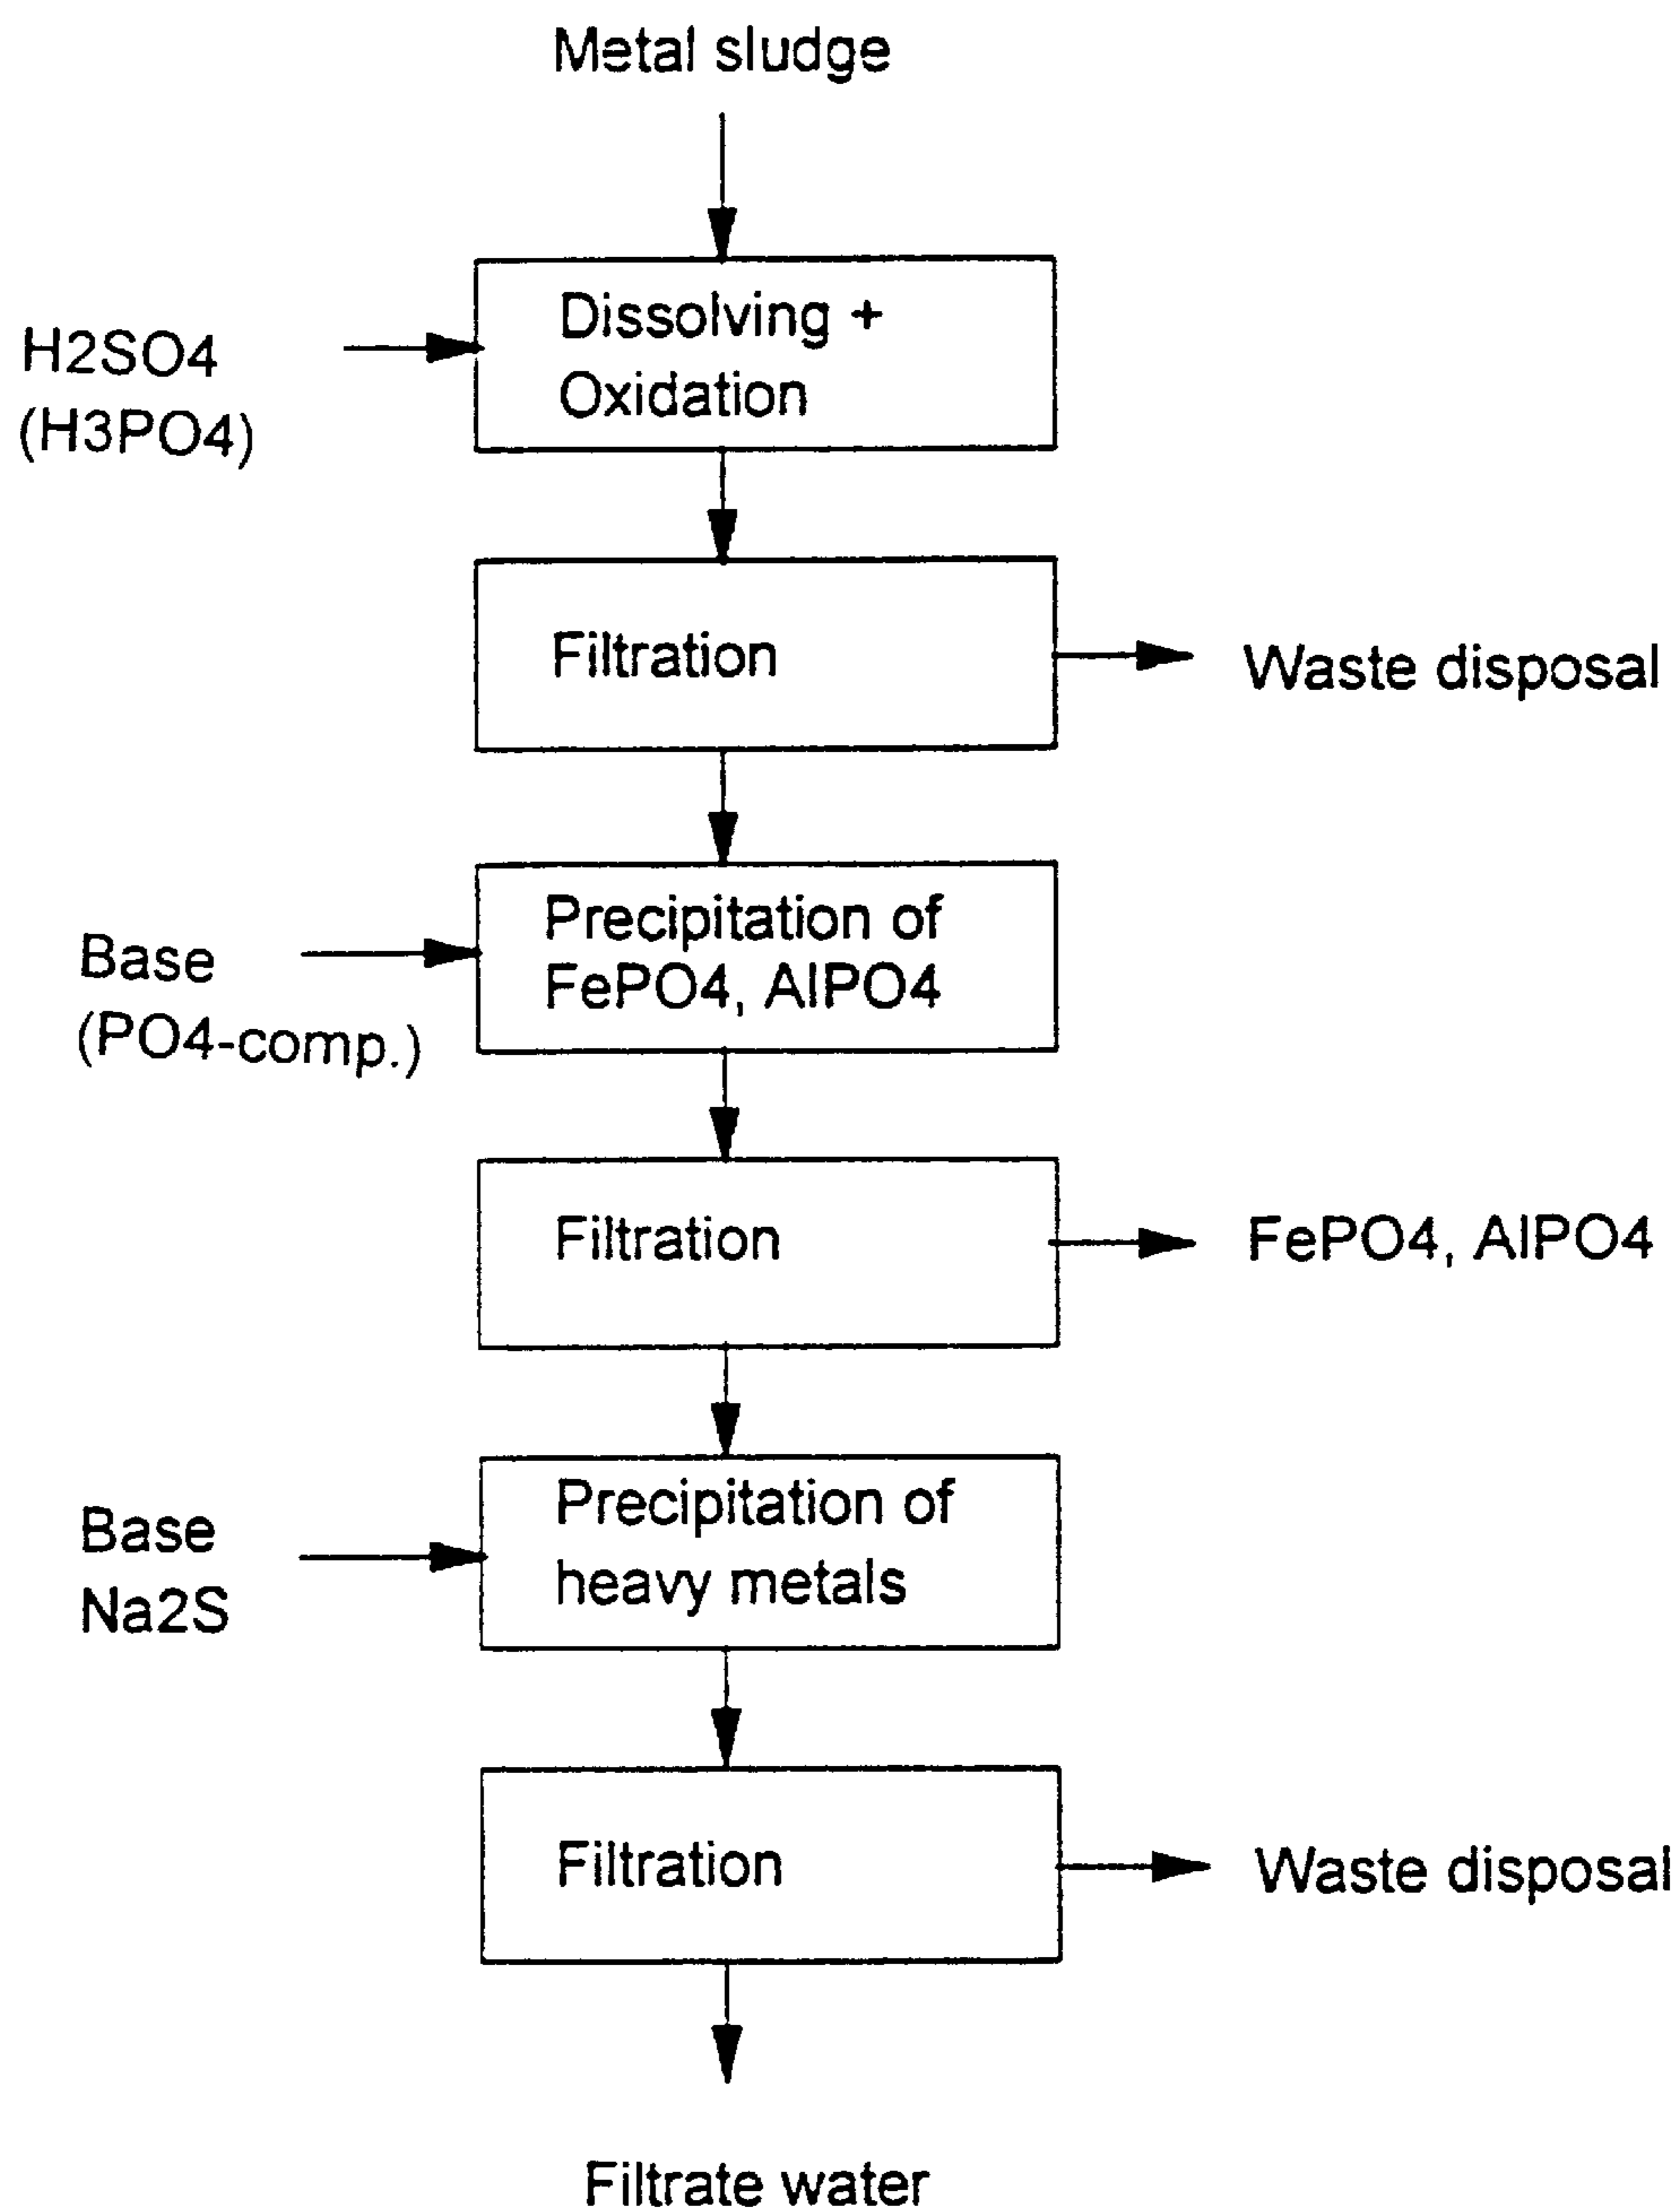 Metal sludge
H2SO4
(H3PO4)
Dissolving +
Oxidation
Filtration
Waste disposal
Base
(PO4-comp.)
Precipitation of
FePO4, AlPO4
Filtration
FePO4, AlPO4
Base
Na2S
Precipitation of
heavy metals
Filtration
Waste disposal
Filtrate water